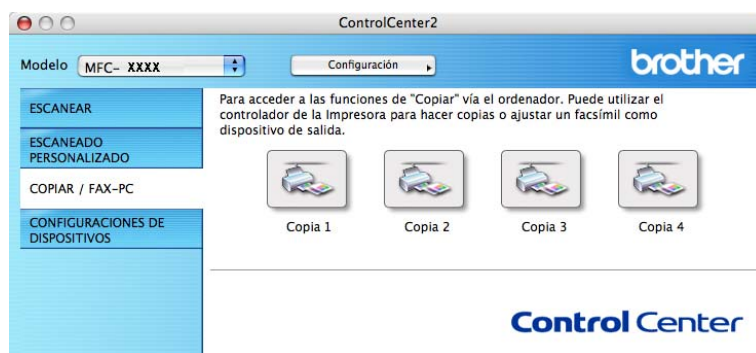 ControlCenter2
Modelo MFC- XXXX Configuración
brother
ESCANEAR
ESCANEADO
PERSONALIZADO
COPIAR / FAX-PC
CONFIGURACIONES DE
DISPOSITIVOS
Para acceder a las funciones de "Copiar" vía el ordenador. Puede utilizar el
controlador de la Impresora para hacer copias o ajustar un facsímil como
dispositivo de salida.
Copia 1 Copia 2 Copia 3 Copia 4
Control Center